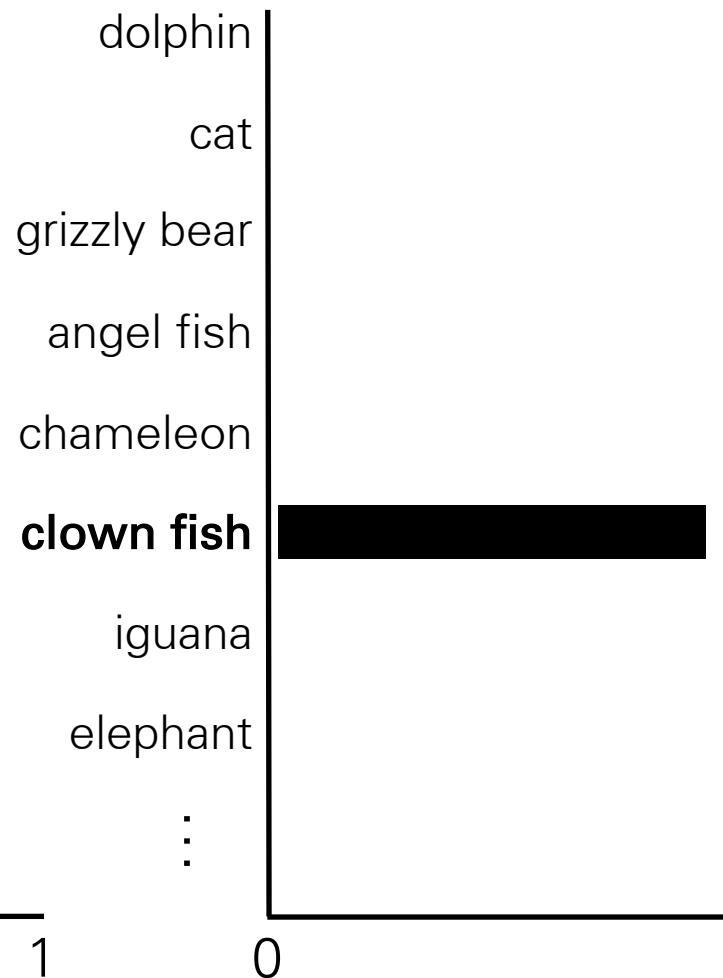 dolphin
cat
grizzly bear
angel fish
chameleon
clown fish
iguana
elephant
⋮
1 0